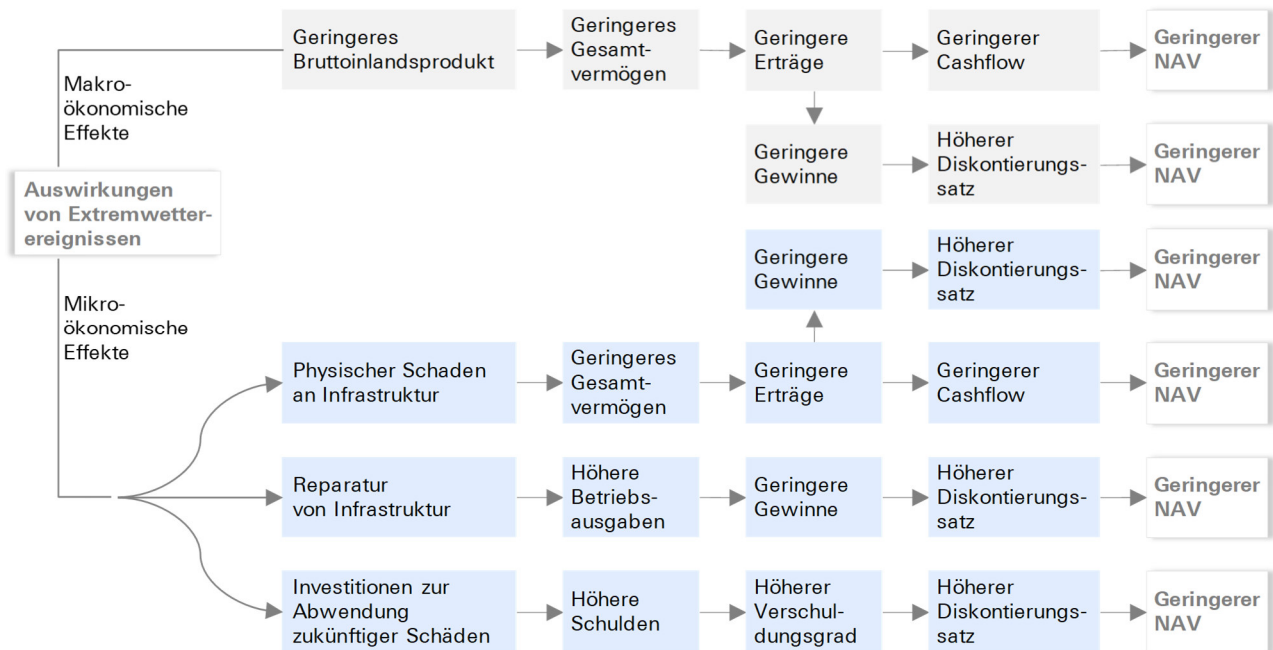 Geringeres
Bruttoinlandsprodukt
Geringeres
Gesamt-
vermögen
Geringere
Erträge
Geringerer
Cashflow
Geringerer
NAV
Makro-
ökonomische
Effekte
Geringere
Gewinne
Höherer
Diskontierungs-
satz
Geringerer
NAV
Auswirkungen
von Extremwetter-
ereignissen
Geringere
Gewinne
Höherer
Diskontierungs-
satz
Geringerer
NAV
Mikro-
ökonomische
Effekte
Physischer Schaden
an Infrastruktur
Geringeres
Gesamt-
vermögen
Geringere
Erträge
Geringerer
Cashflow
Geringerer
NAV
Reparatur
von Infrastruktur
Höhere
Betriebs-
ausgaben
Geringere
Gewinne
Höherer
Diskontierungs-
satz
Geringerer
NAV
Investitionen zur
Abwendung
zukünftiger Schäden
Höhere
Schulden
Höherer
Verschul-
dungsgrad
Höherer
Diskontierungs-
satz
Geringerer
NAV